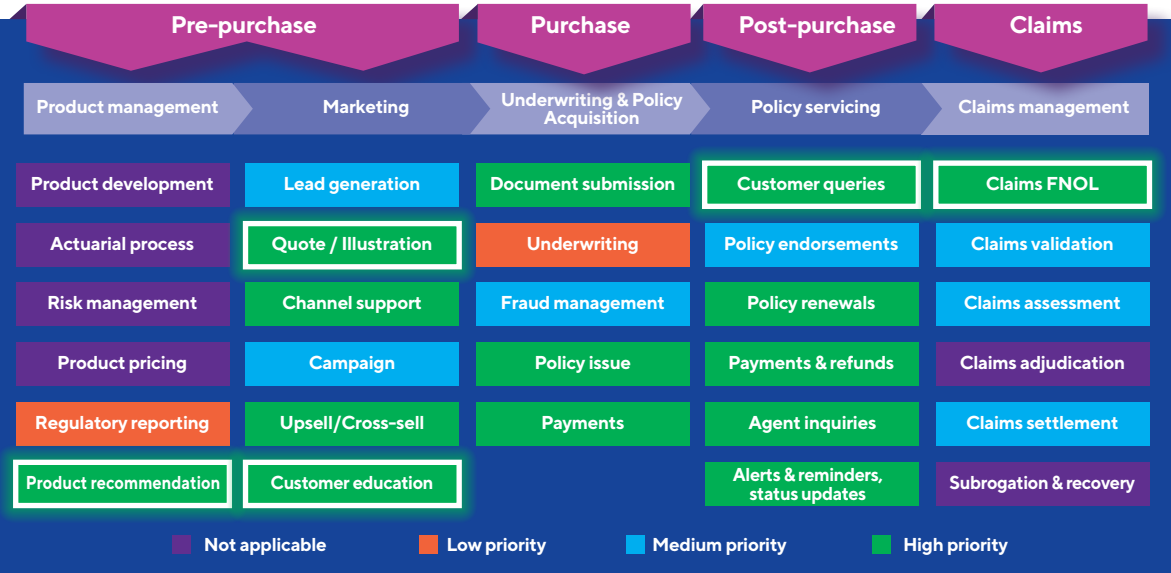 Pre-purchase
Purchase
Post-purchase
Claims
Product management
Marketing
Underwriting & Policy
Acquisition
Policy servicing
Claims management
Product development
Lead generation
Document submission
Customer queries
Claims FNOL
Actuarial process
Quote / Illustration
Underwriting
Policy endorsements
Claims validation
Risk management
Channel support
Fraud management
Policy renewals
Claims assessment
Product pricing
Campaign
Policy issue
Payments & refunds
Claims adjudication
Regulatory reporting
Upsell/Cross-sell
Payments
Agent inquiries
Claims settlement
Product recommendation
Customer education
Alerts & reminders,
status updates
Subrogation & recovery
Not applicable
Low priority
Medium priority
High priority